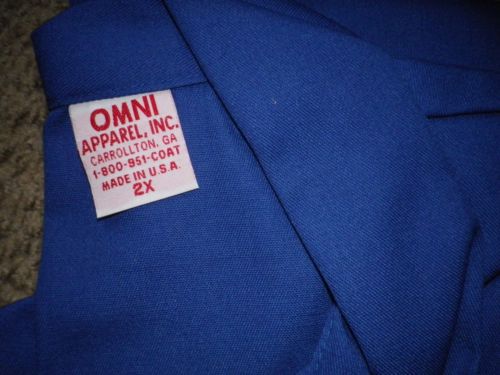 OMNI
APPAREL, INC.
CARROLLTON, GA
1-800-951-COAT
MADE IN U.S.A.
2X